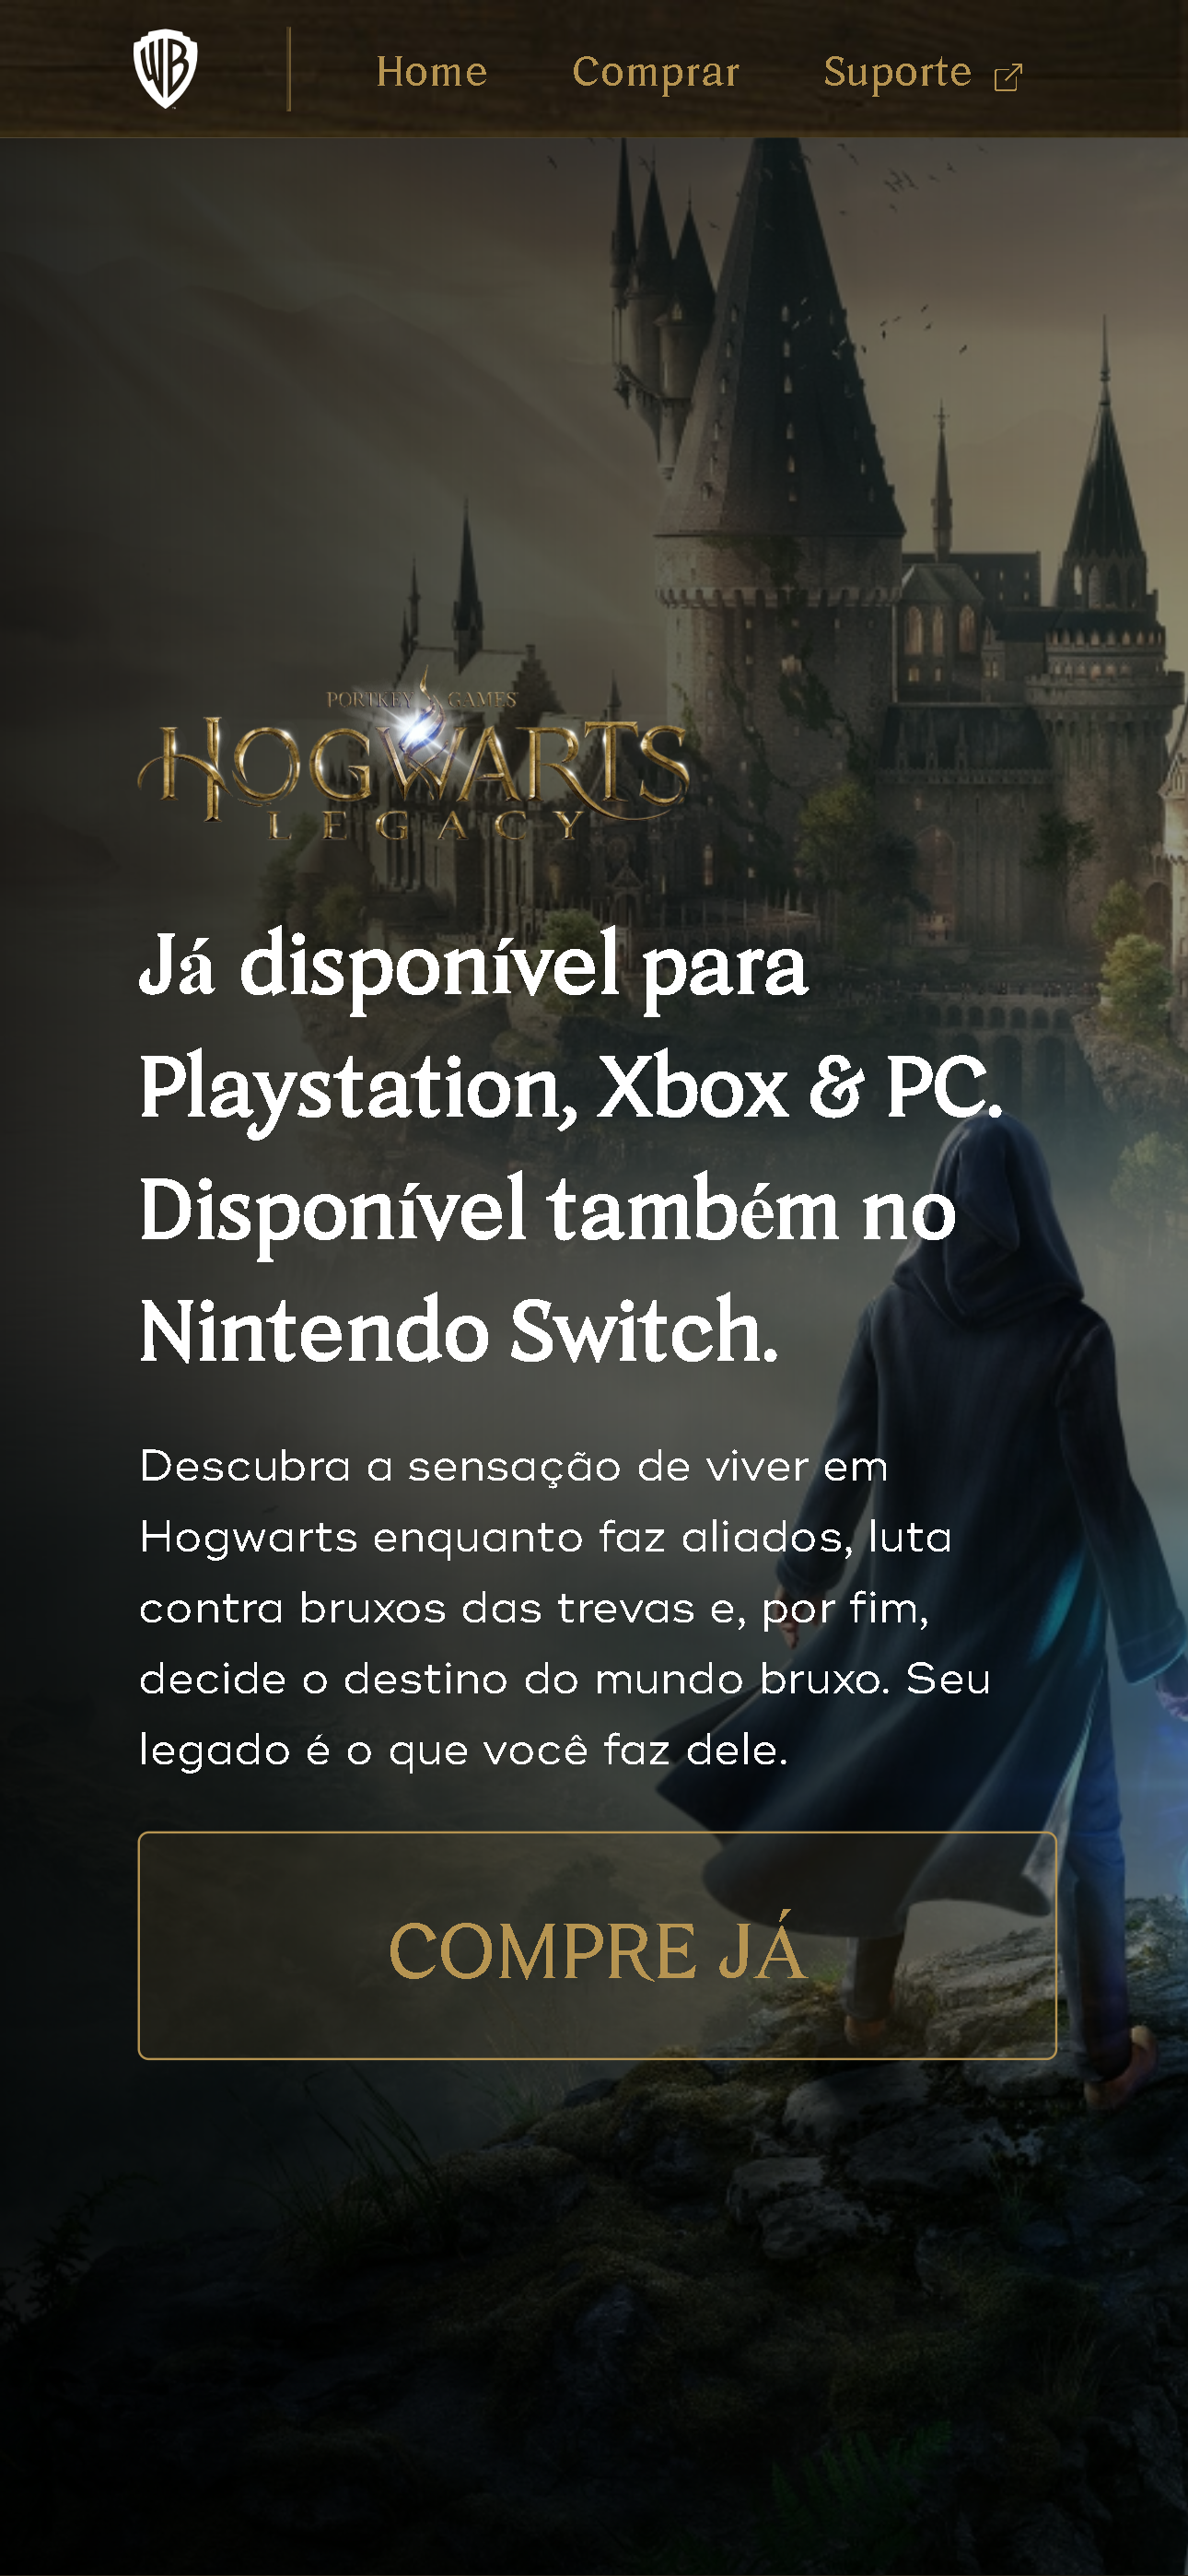 WB
Home Comprar Suporte
PORTKEY GAMES
HOGWARTS
LEGACY
Já disponível para
Playstation, Xbox & PC.
Disponível também no
Nintendo Switch.
Descubra a sensação de viver em
Hogwarts enquanto faz aliados, luta
contra bruxos das trevas e, por fim,
decide o destino do mundo bruxo. Seu
legado é o que você faz dele.
COMPRE JÁ